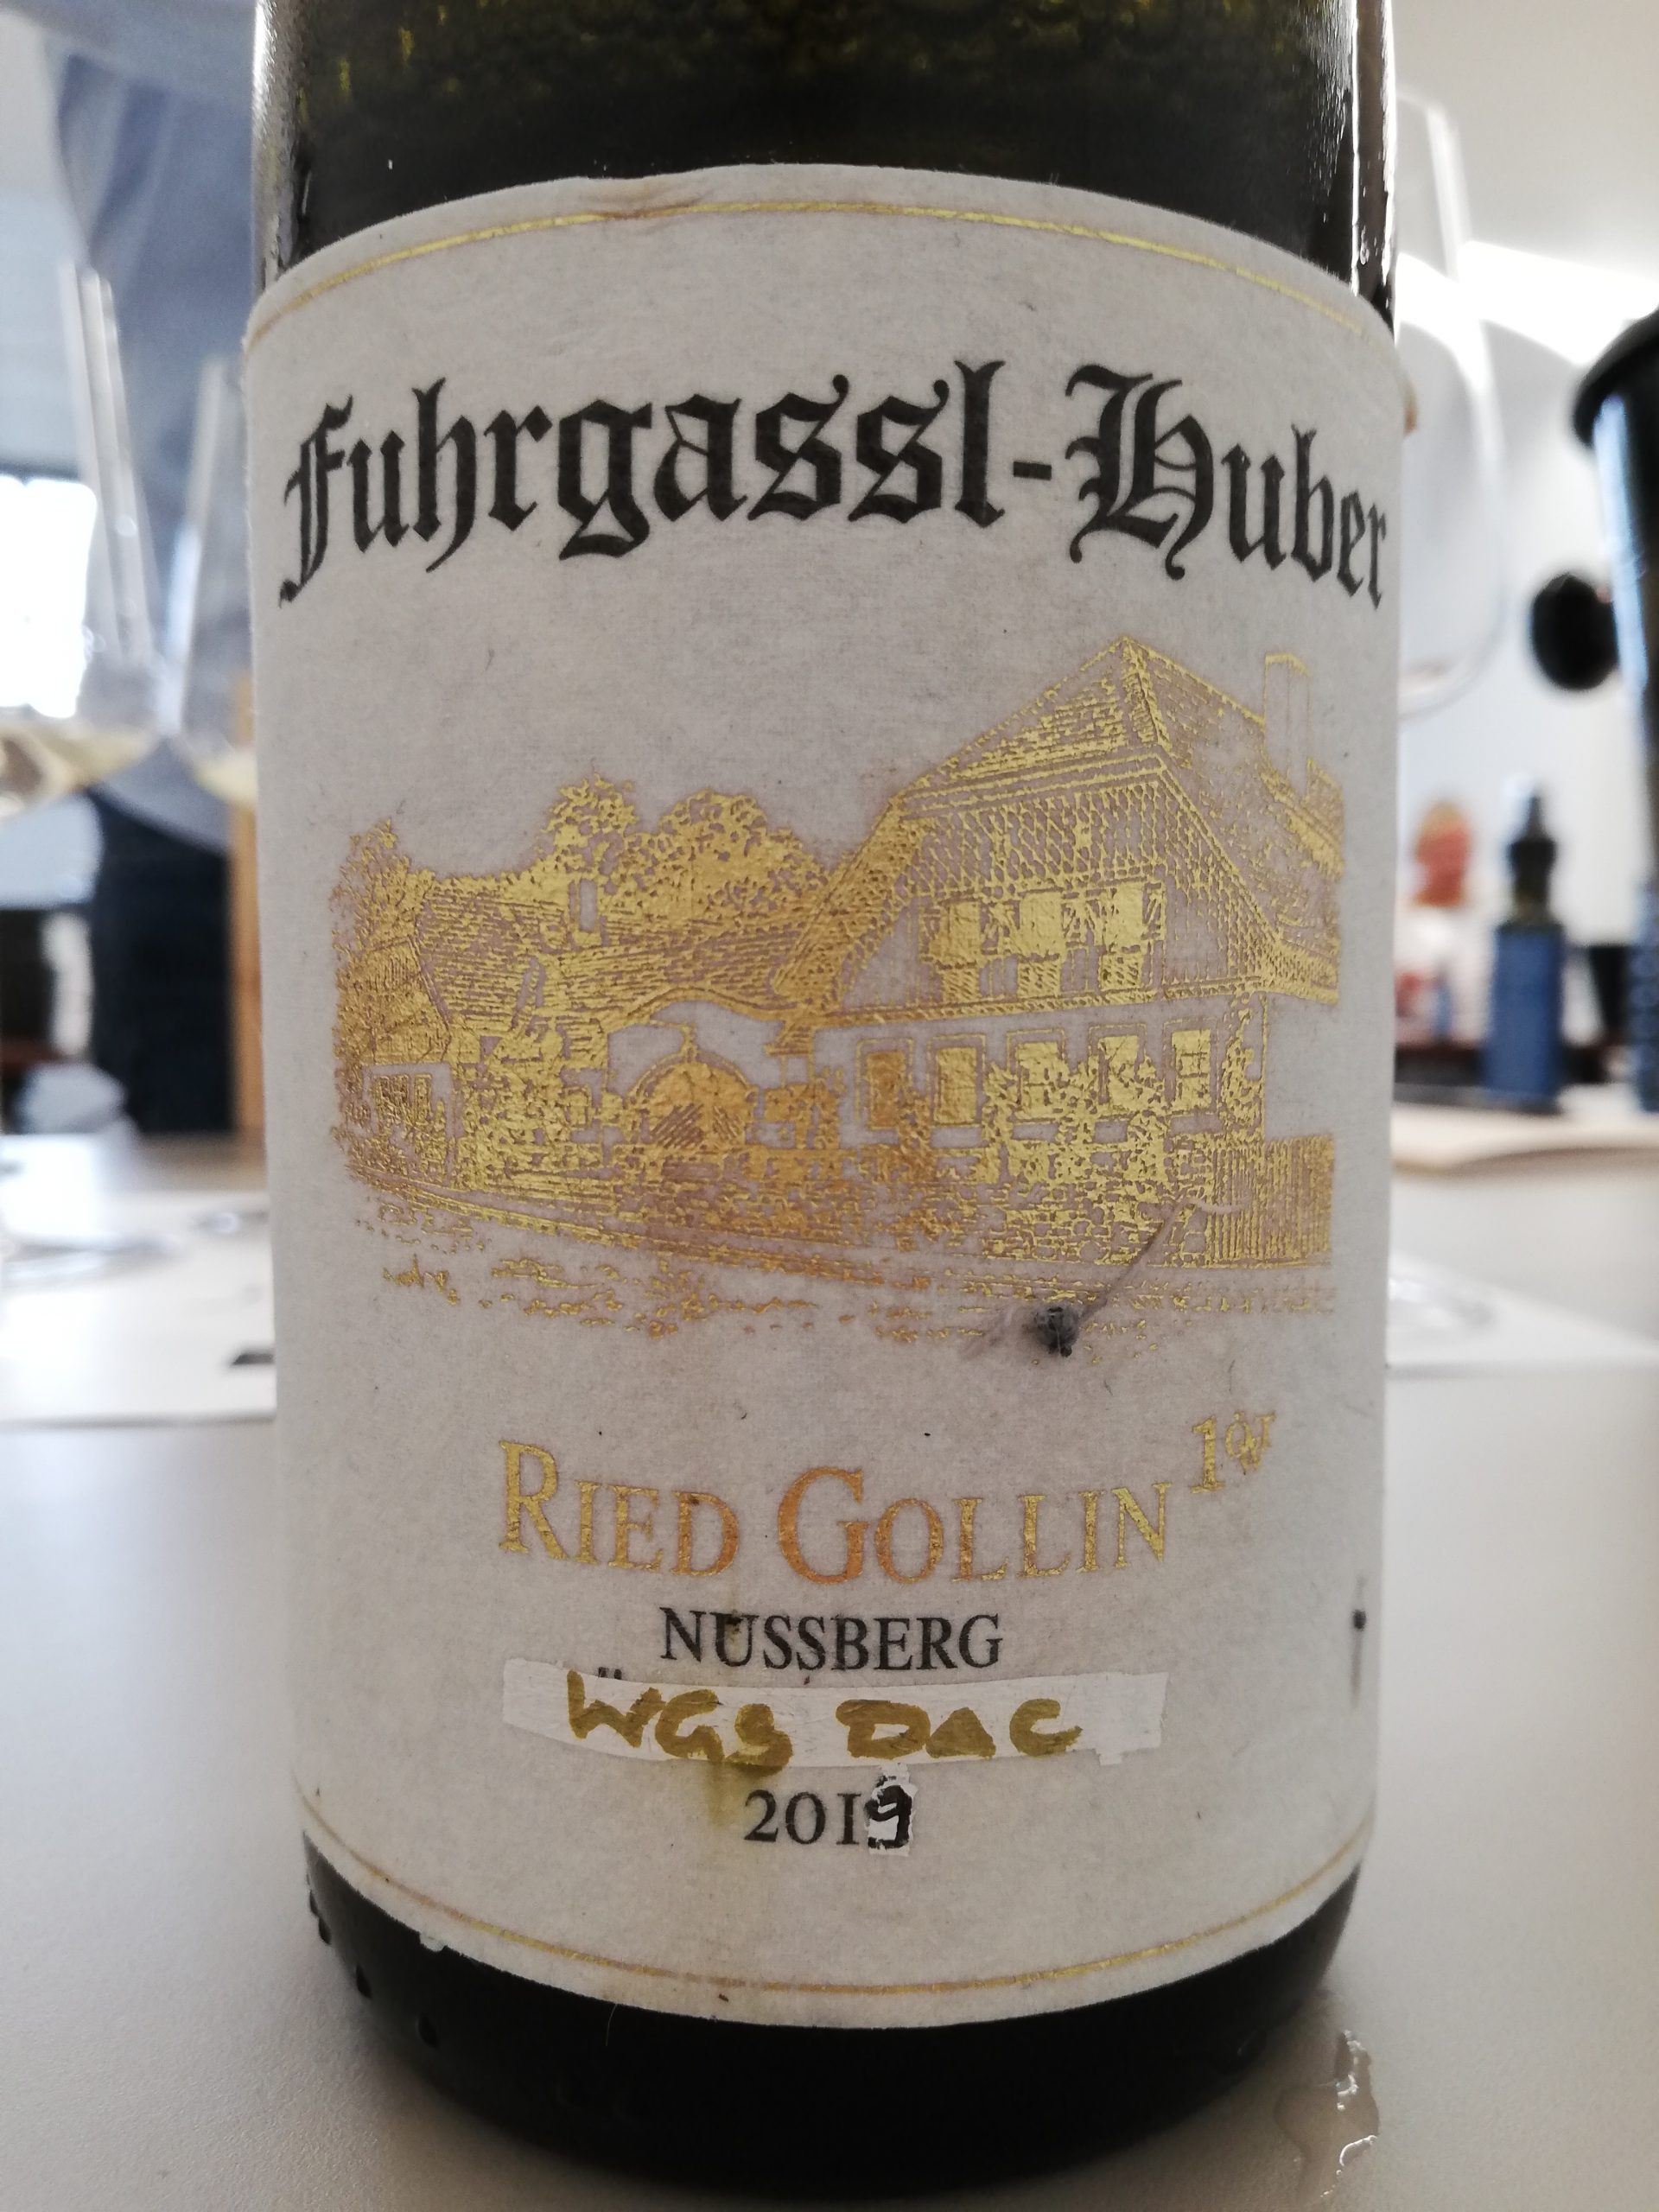 Fuhrgassl-Huber
RIED GOLLIN 1ÖTW
NUSSBERG
WGS DAC
2019